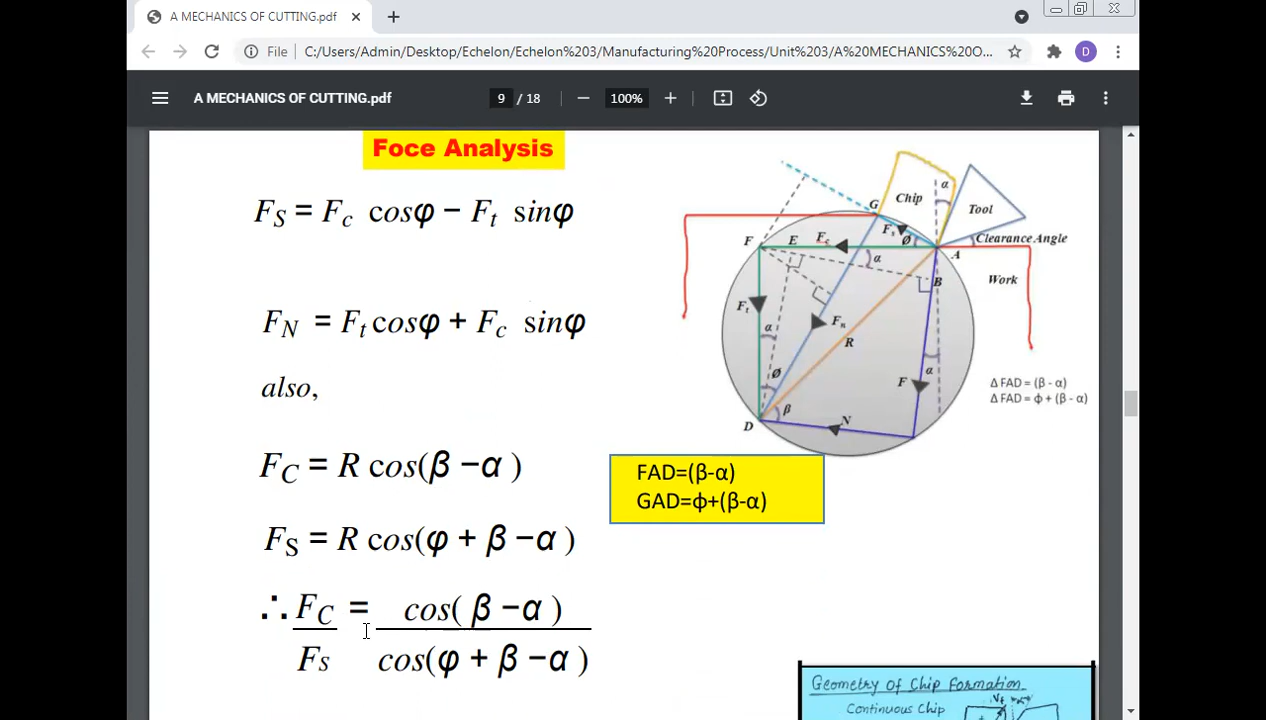 A MECHANICS OF CUTTING.pdf
File
C:/Users/Admin/Desktop/Echelon/Echelon%203/Manufacturing%20Process/Unit%203/A%20MECHANICS%20O...
D
A MECHANICS OF CUTTING.pdf
9 / 18
100%
Foce Analysis
F_S = F_c cosφ − F_t sinφ
F_N = F_t cosφ + F_c sinφ
also,
F_C = R cos(β − α )
F_S = R cos(φ + β − α )
∴ F_C / F_S = cos( β − α ) / cos(φ + β − α )
α
Chip
Tool
G
F_s
Ø
Clearance Angle
F
E
F_c
A
α
B
Work
F_t
F_n
α
R
α
F
Ø
β
D
N
Δ FAD = (β - α)
Δ FAD = ϕ + (β - α)
FAD=(β-α)
GAD=ϕ+(β-α)
Geometry of Chip Formation
Continuous Chip